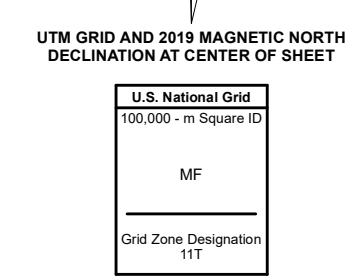 UTM GRID AND 2019 MAGNETIC NORTH
DECLINATION AT CENTER OF SHEET
U.S. National Grid
100,000 - m Square ID
MF
Grid Zone Designation
11T